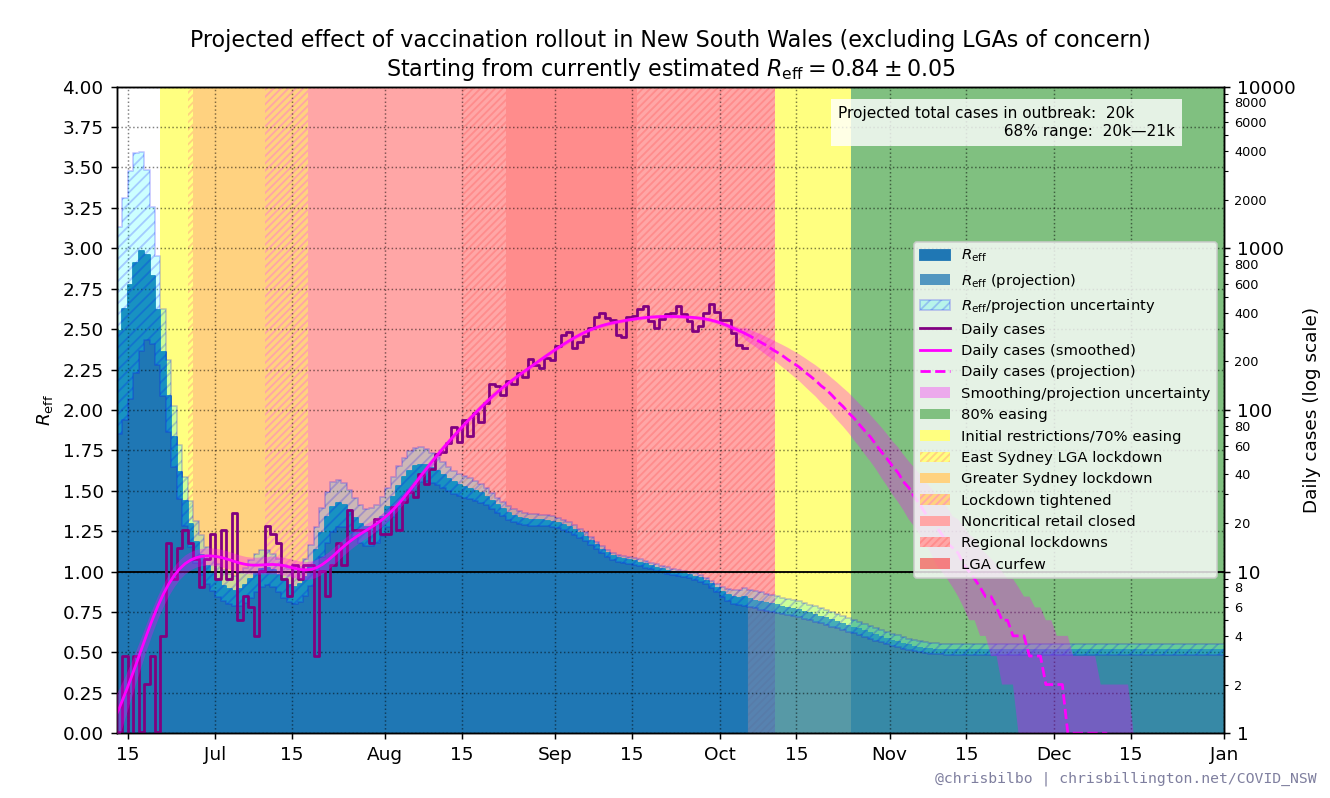 Projected effect of vaccination rollout in New South Wales (excluding LGAs of concern)
Starting from currently estimated Reff = 0.84 ± 0.05
Projected total cases in outbreak: 20k
68% range: 20k—21k
Reff
4.00
3.75
3.50
3.25
3.00
2.75
2.50
2.25
2.00
1.75
1.50
1.25
1.00
0.75
0.50
0.25
0.00
Reff
Reff (projection)
Reff/projection uncertainty
Daily cases
Daily cases (smoothed)
Daily cases (projection)
Smoothing/projection uncertainty
80% easing
Initial restrictions/70% easing
East Sydney LGA lockdown
Greater Sydney lockdown
Lockdown tightened
Noncritical retail closed
Regional lockdowns
LGA curfew
10000
8000
6000
4000
2000
1000
800
600
400
200
100
80
60
40
20
10
8
6
4
2
1
Daily cases (log scale)
15 Jul 15 Aug 15 Sep 15 Oct 15 Nov 15 Dec 15 Jan
@chrisbilbo | chrisbillington.net/COVID_NSW